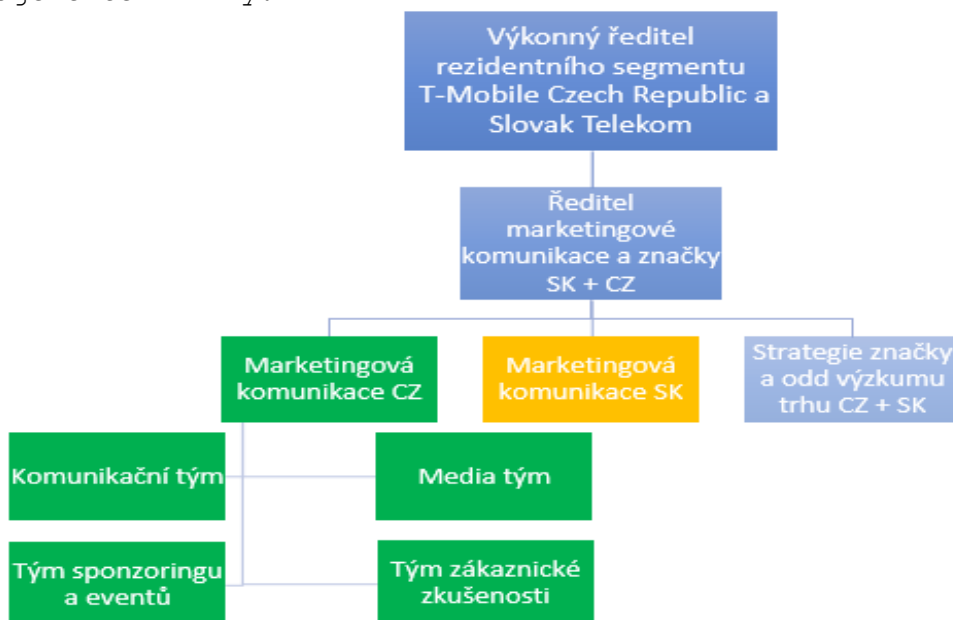 Výkonný ředitel
rezidentního segmentu
T-Mobile Czech Republic a
Slovak Telekom
Ředitel
marketingové
komunikace a značky
SK + CZ
Marketingová
komunikace CZ
Marketingová
komunikace SK
Strategie značky
a odd výzkumu
trhu CZ + SK
Komunikační tým
Media tým
Tým sponzoringu
a eventů
Tým zákaznické
zkušenosti